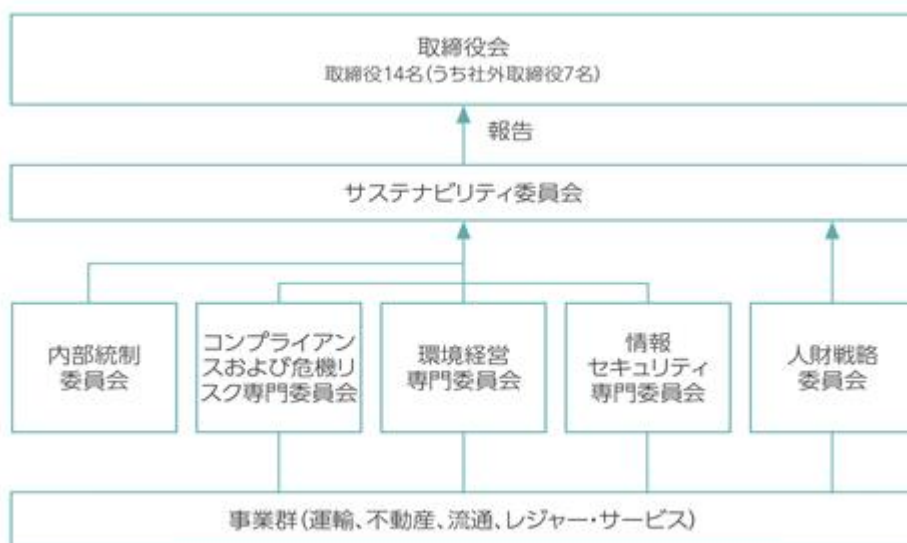 取締役会
取締役14名(うち社外取締役7名)
報告
サステナビリティ委員会
内部統制
委員会
コンプライアン
スおよび危機リ
スク専門委員会
環境経営
専門委員会
情報
セキュリティ
専門委員会
人財戦略
委員会
事業群(運輸、不動産、流通、レジャー・サービス)